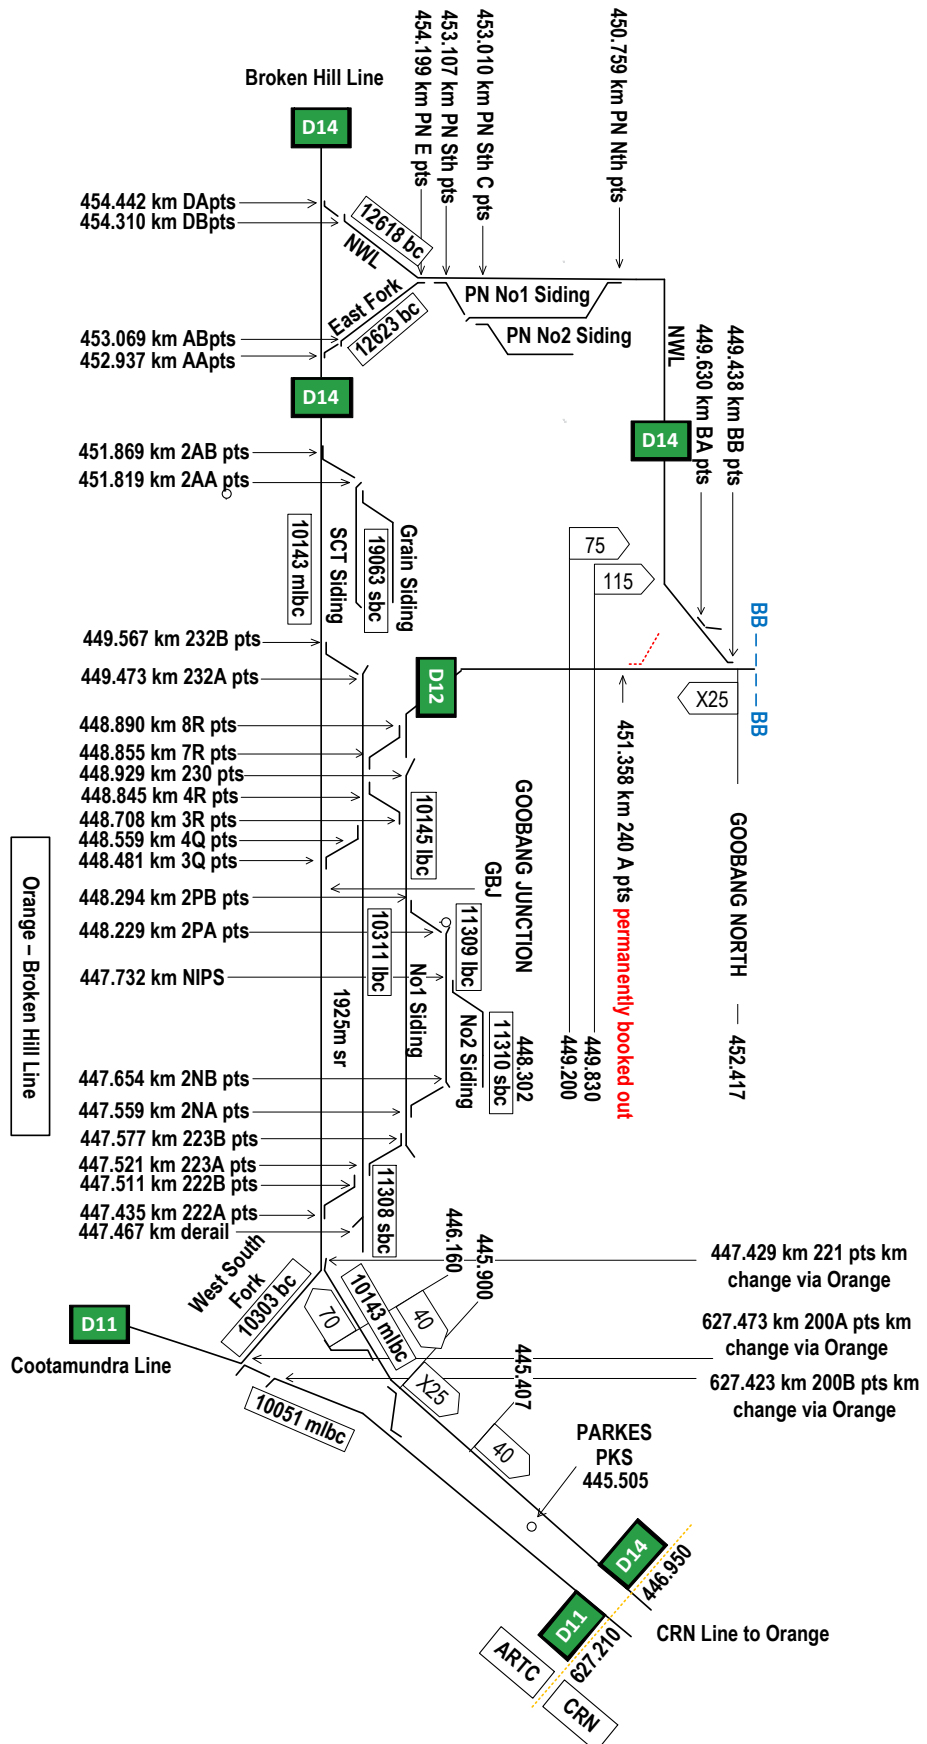 Broken Hill Line
D14
454.199 km PN E pts
453.107 km PN Sth pts
453.010 km PN Sth C pts
450.759 km PN Nth pts
454.442 km DApts
454.310 km DBpts
12618 bc
NWL
East Fork
12623 bc
PN No1 Siding
PN No2 Siding
453.069 km ABpts
452.937 km AApts
NWL
449.630 km BA pts
449.438 km BB pts
D14
D14
451.869 km 2AB pts
451.819 km 2AA pts
10143 mlbc
SCT Siding
19063 sbc
Grain Siding
75
115
BB
BB
X25
449.567 km 232B pts
449.473 km 232A pts
D12
448.890 km 8R pts
448.855 km 7R pts
448.929 km 230 pts
448.845 km 4R pts
448.708 km 3R pts
448.559 km 4Q pts
448.481 km 3Q pts
10145 lbc
GOOBANG JUNCTION
GBJ
451.358 km 240 A pts permanently booked out
GOOBANG NORTH
452.417
448.302
449.200
449.830
Orange – Broken Hill Line
448.294 km 2PB pts
448.229 km 2PA pts
447.732 km NIPS
10311 lbc
11309 lbc
No1 Siding
No2 Siding
11310 sbc
1925m sr
447.654 km 2NB pts
447.559 km 2NA pts
447.577 km 223B pts
447.521 km 223A pts
447.511 km 222B pts
447.435 km 222A pts
447.467 km derail
11308 sbc
446.160
445.900
West South
Fork
10303 bc
10143 mlbc
70
40
X25
445.407
40
447.429 km 221 pts km
change via Orange
627.473 km 200A pts km
change via Orange
627.423 km 200B pts km
change via Orange
D11
Cootamundra Line
10051 mlbc
PARKES
PKS
445.505
D14
446.950
D11
627.210
CRN Line to Orange
ARTC
CRN